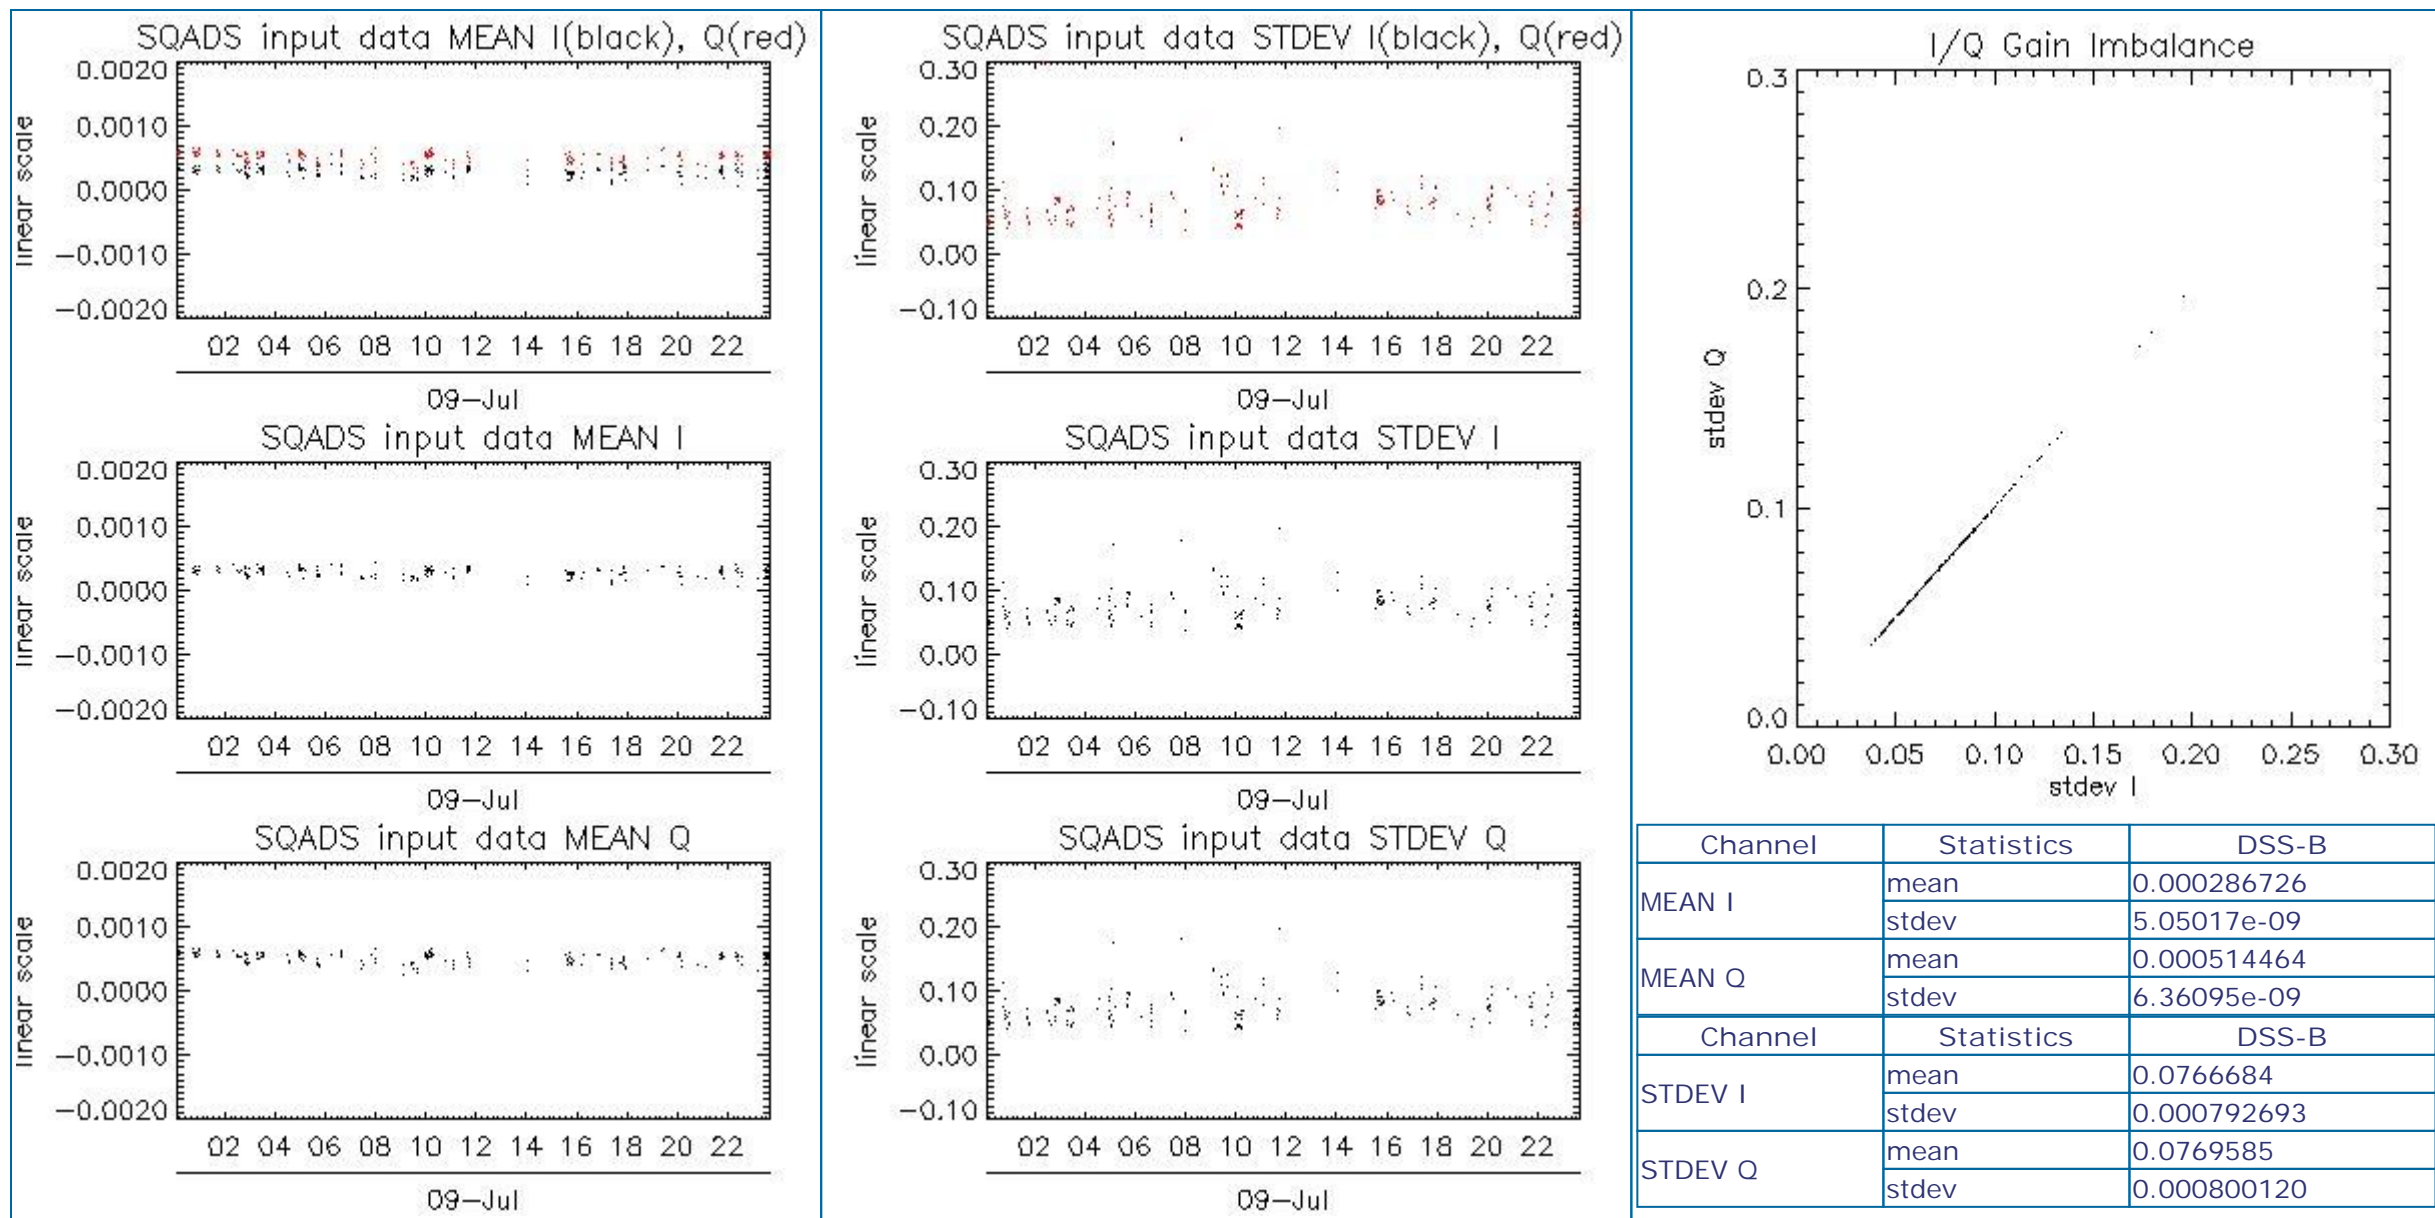 SQADS input data MEAN I(black), Q(red)
0.0020
0.0010
0.0000
−0.0010
−0.0020
linear scale
02 04 06 08 10 12 14 16 18 20 22
09−Jul
SQADS input data MEAN I
0.0020
0.0010
0.0000
−0.0010
−0.0020
linear scale
02 04 06 08 10 12 14 16 18 20 22
09−Jul
SQADS input data MEAN Q
0.0020
0.0010
0.0000
−0.0010
−0.0020
linear scale
02 04 06 08 10 12 14 16 18 20 22
09−Jul
SQADS input data STDEV I(black), Q(red)
0.30
0.20
0.10
0.00
−0.10
linear scale
02 04 06 08 10 12 14 16 18 20 22
09−Jul
SQADS input data STDEV I
0.30
0.20
0.10
0.00
−0.10
linear scale
02 04 06 08 10 12 14 16 18 20 22
09−Jul
SQADS input data STDEV Q
0.30
0.20
0.10
0.00
−0.10
linear scale
02 04 06 08 10 12 14 16 18 20 22
09−Jul
I/Q Gain Imbalance
0.3
0.2
0.1
0.0
stdev Q
0.00 0.05 0.10 0.15 0.20 0.25 0.30
stdev I
Channel Statistics DSS-B
MEAN I mean 0.000286726
stdev 5.05017e-09
MEAN Q mean 0.000514464
stdev 6.36095e-09
Channel Statistics DSS-B
STDEV I mean 0.0766684
stdev 0.000792693
STDEV Q mean 0.0769585
stdev 0.000800120